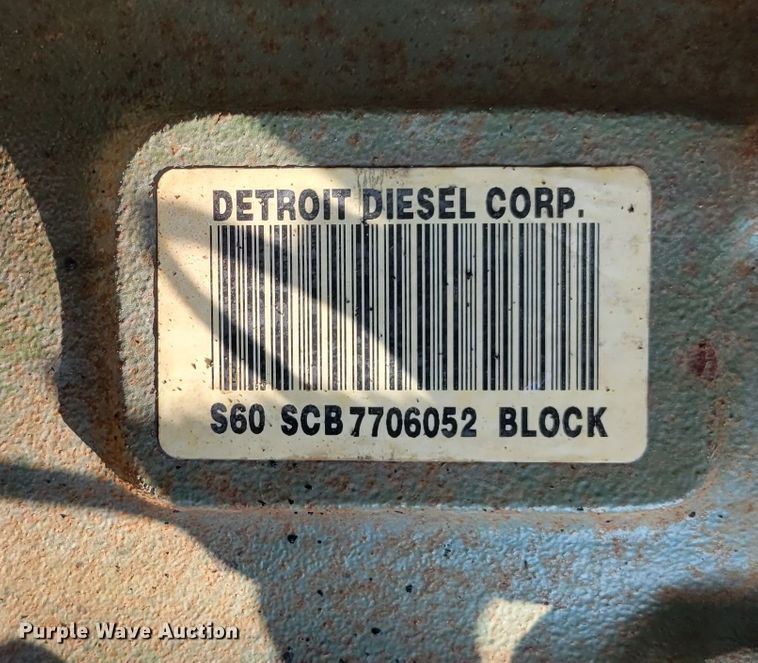 DETROIT DIESEL CORP.
S60 SCB7706052 BLOCK
Purple Wave Auction